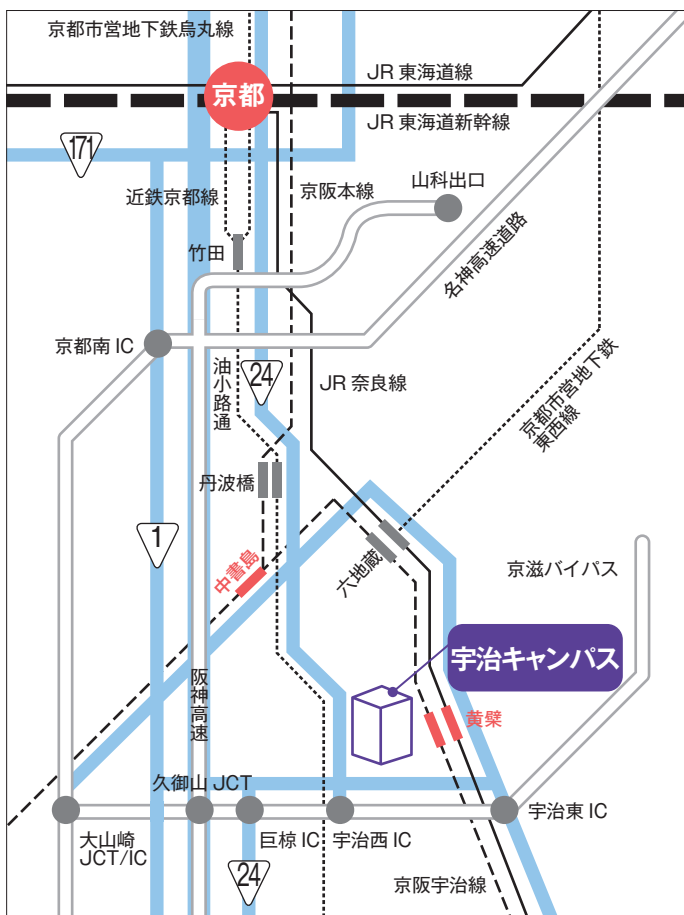 京都市営地下鉄烏丸線
JR 東海道線
京都
JR 東海道新幹線
171
近鉄京都線
京阪本線
山科出口
竹田
名神高速道路
京都南 IC
油小路通
24
JR 奈良線
京都市営地下鉄
東西線
丹波橋
1
中書島
六地蔵
京滋バイパス
宇治キャンパス
阪神高速
黄檗
久御山 JCT
大山崎
JCT/IC
巨椋 IC
宇治西 IC
宇治東 IC
24
京阪宇治線